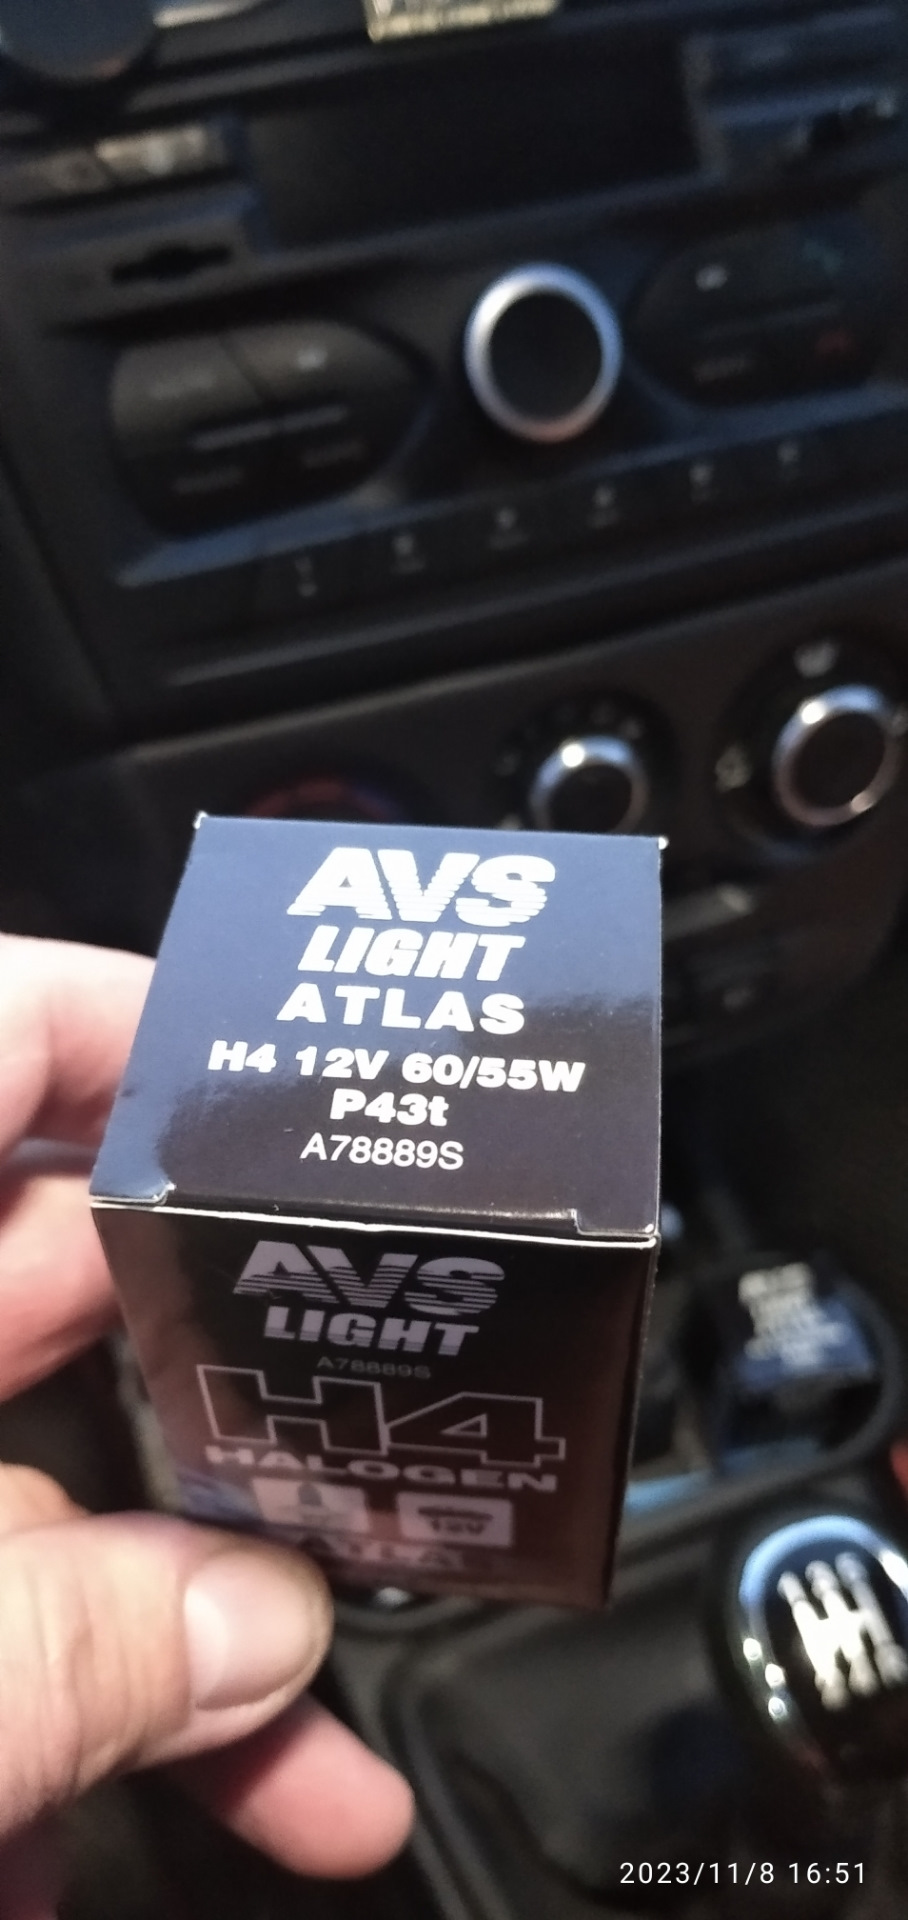 AVS
LIGHT
ATLAS
H4 12V 60/55W
P43t
A78889S
AVS
LIGHT
A78889S
H4
HALOGEN
12V
ATLAS
2023/11/8 16:51